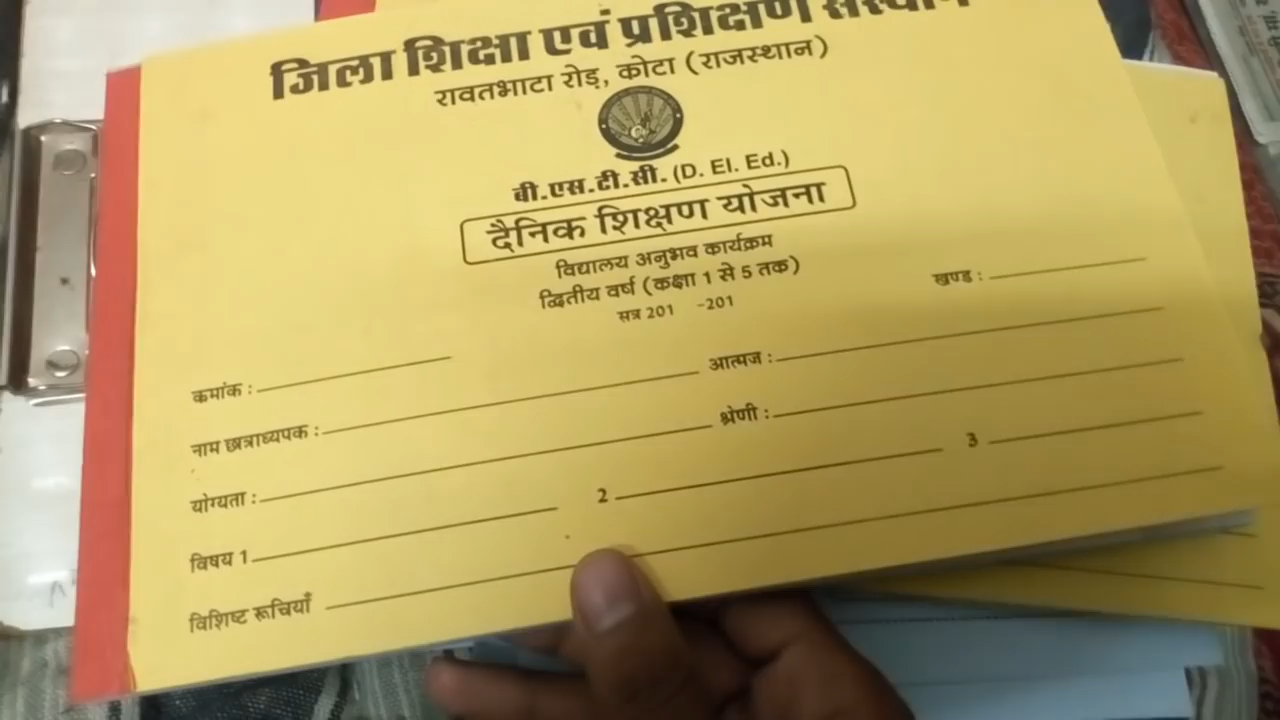 जिला शिक्षा एवं प्रशिक्षण संस्थान
रावतभाटा रोड़, कोटा (राजस्थान)
बी.एस.टी.सी. (D. El. Ed.)
दैनिक शिक्षण योजना
विद्यालय अनुभव कार्यक्रम
द्वितीय वर्ष (कक्षा 1 से 5 तक)
सत्र 201 -201
खण्ड :
कमांक :
नाम छात्राध्यपक : आत्मज :
योग्यता : श्रेणी :
विषय 1 2 3
विशिष्ट रूचियाँ